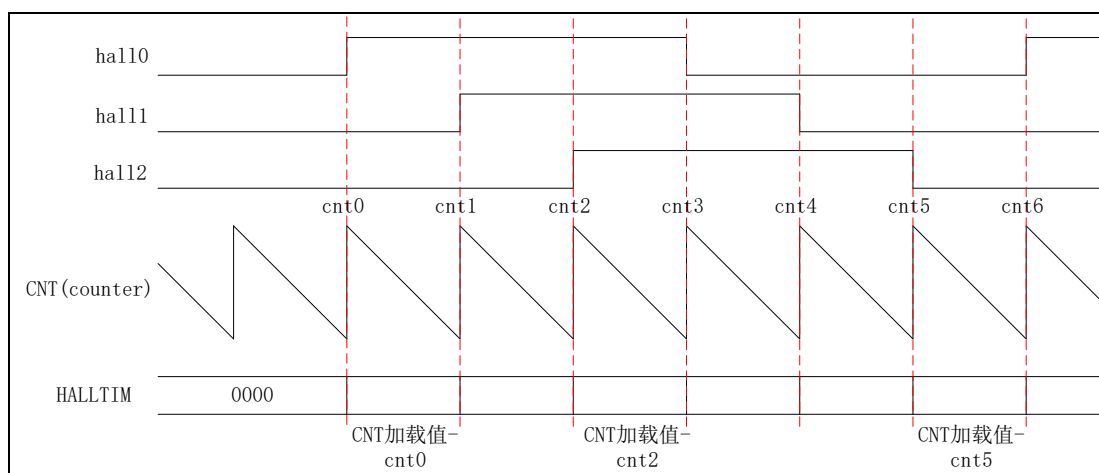 hall0
hall1
hall2
cnt0 cnt1 cnt2 cnt3 cnt4 cnt5 cnt6
CNT(counter)
HALLTIM 0000
CNT加载值- CNT加载值- CNT加载值-
cnt0 cnt2 cnt5